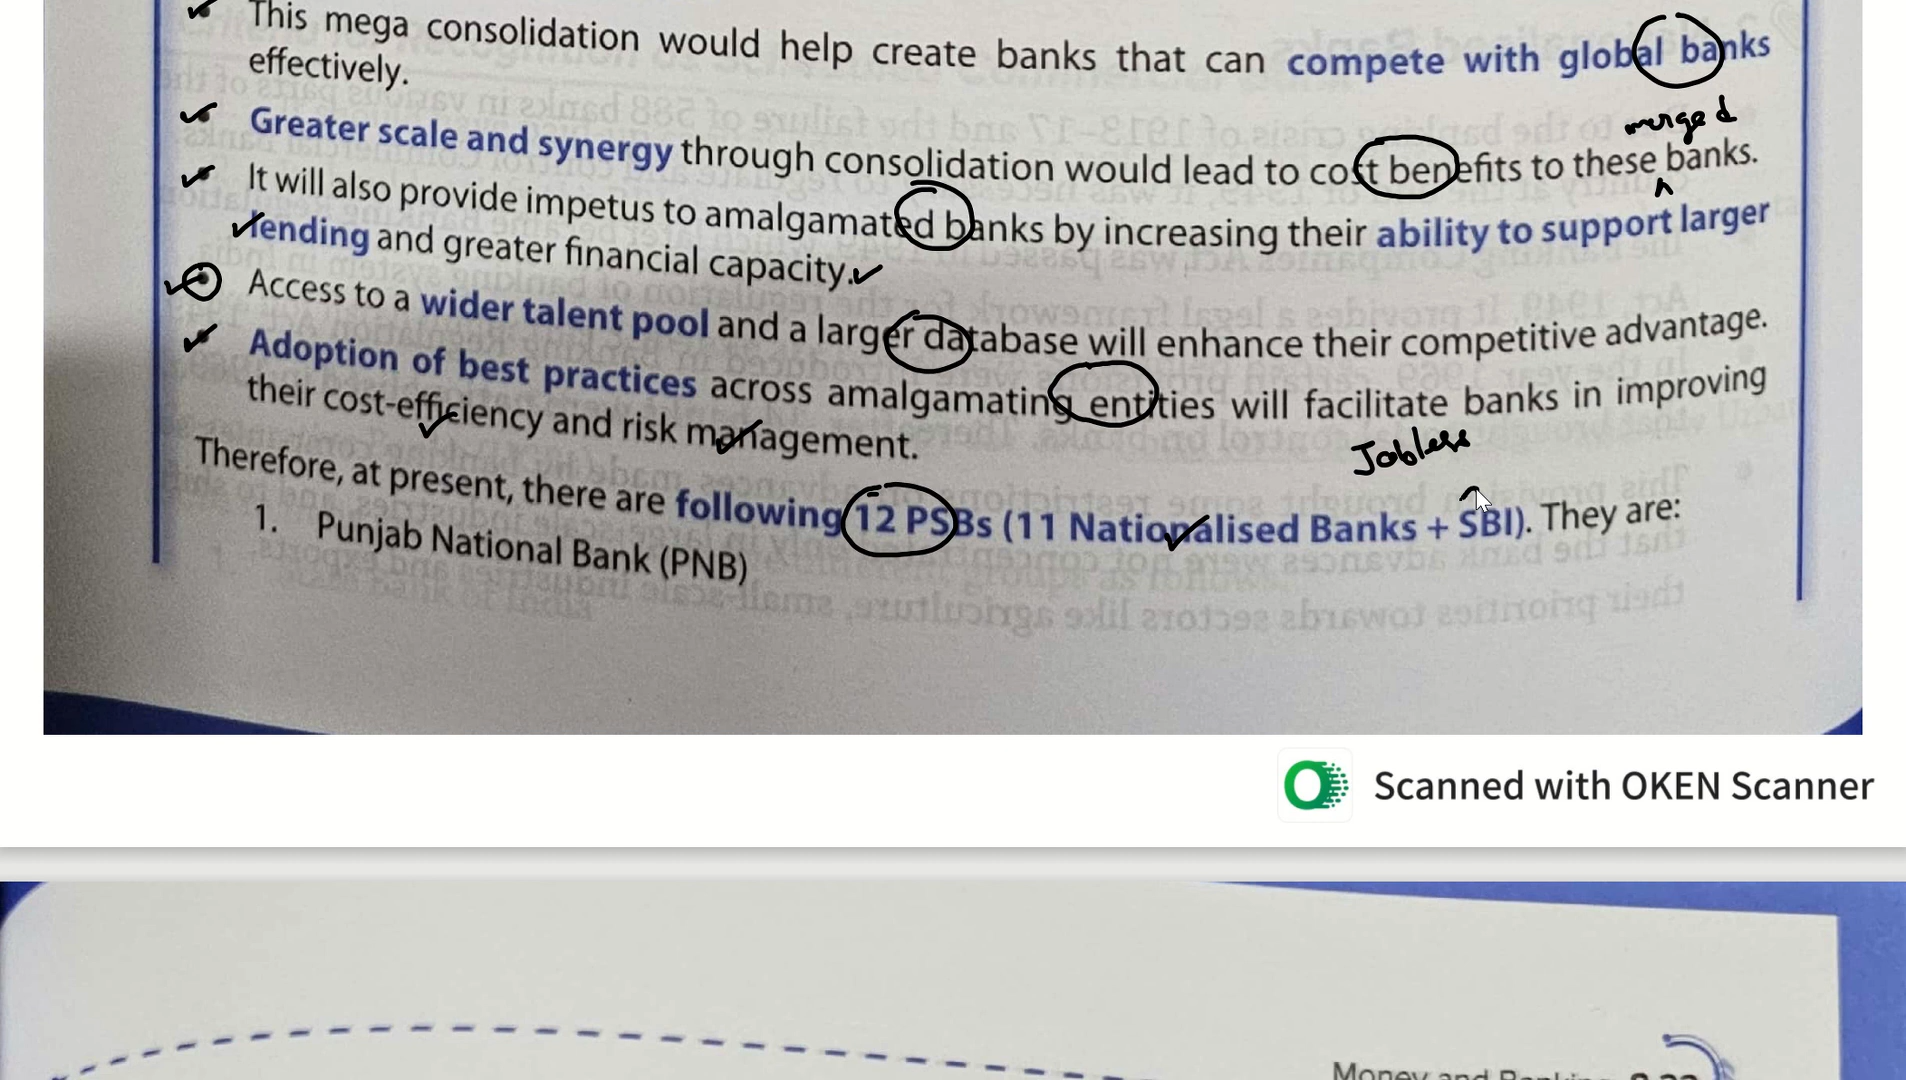 This mega consolidation would help create banks that can compete with global banks
effectively.
merged
Greater scale and synergy through consolidation would lead to cost benefits to these banks.
It will also provide impetus to amalgamated banks by increasing their ability to support larger
lending and greater financial capacity.
Access to a wider talent pool and a larger database will enhance their competitive advantage.
Adoption of best practices across amalgamating entities will facilitate banks in improving
their cost-efficiency and risk management.
Jobless
Therefore, at present, there are following 12 PSBs (11 Nationalised Banks + SBI). They are:
1. Punjab National Bank (PNB)
Scanned with OKEN Scanner
Money and